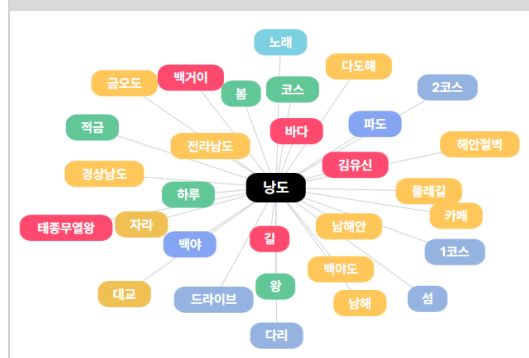 노래
다도해
백거이
금오도
2코스
봄
코스
적금
파도
바다
해안절벽
전라남도
김유신
경상남도
낭도
둘레길
하루
카페
자라
태종무열왕
남해안
길
백야
1코스
백야도
왕
대교
드라이브
섬
남해
다리